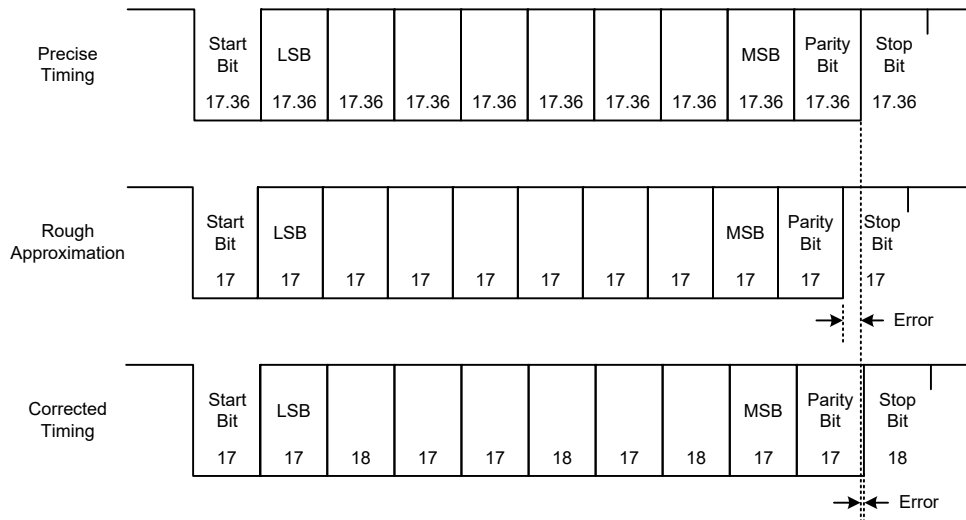 Precise
Timing
Start
Bit
LSB
MSB
Parity
Bit
Stop
Bit
17.36 17.36 17.36 17.36 17.36 17.36 17.36 17.36 17.36 17.36 17.36
Rough
Approximation
Start
Bit
LSB
MSB
Parity
Bit
Stop
Bit
17 17 17 17 17 17 17 17 17 17 17
Error
Corrected
Timing
Start
Bit
LSB
MSB
Parity
Bit
Stop
Bit
17 17 18 17 17 18 17 18 17 17 18
Error